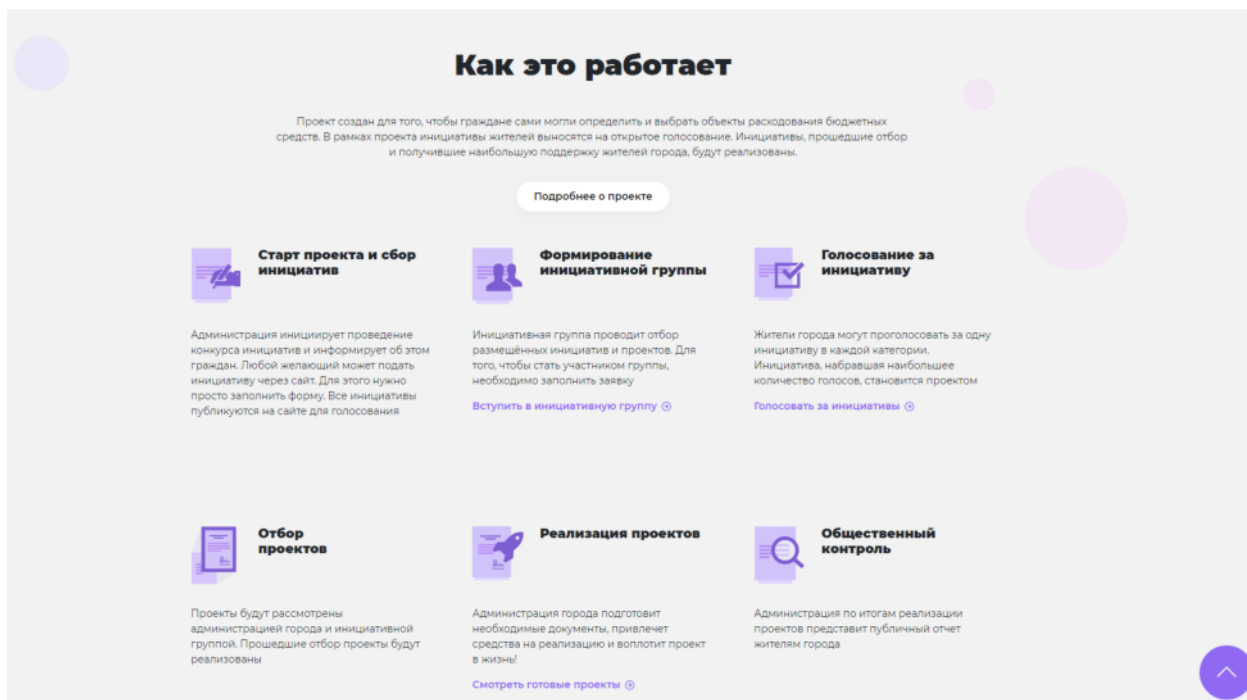 Как это работает
Проект создан для того, чтобы граждане сами могли определить и выбрать объекты расходования бюджетных
средств. В рамках проекта инициативы жителей выносятся на открытое голосование. Инициативы, прошедшие отбор
и получившие наибольшую поддержку жителей города, будут реализованы.
Подробнее о проекте
Старт проекта и сбор
инициатив
Администрация инициирует проведение
конкурса инициатив и информирует об этом
граждан. Любой желающий может подать
инициативу через сайт. Для этого нужно
просто заполнить форму. Все инициативы
публикуются на сайте для голосования
Формирование
инициативной группы
Инициативная группа проводит отбор
размещённых инициатив и проектов. Для
того, чтобы стать участником группы,
необходимо заполнить заявку
Вступить в инициативную группу
Голосование за
инициативу
Жители города могут проголосовать за одну
инициативу в каждой категории.
Инициатива, набравшая наибольшее
количество голосов, становится проектом
Голосовать за инициативы
Отбор
проектов
Проекты будут рассмотрены
администрацией города и инициативной
группой. Прошедшие отбор проекты будут
реализованы
Реализация проектов
Администрация города подготовит
необходимые документы, привлечет
средства на реализацию и воплотит проект
в жизнь!
Смотреть готовые проекты
Общественный
контроль
Администрация по итогам реализации
проектов представит публичный отчет
жителям города